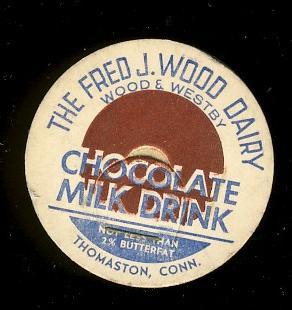 THE FRED J. WOOD DAIRY
WOOD & WESTBY
CHOCOLATE
MILK DRINK
NOT LESS THAN
2% BUTTERFAT
THOMASTON, CONN.